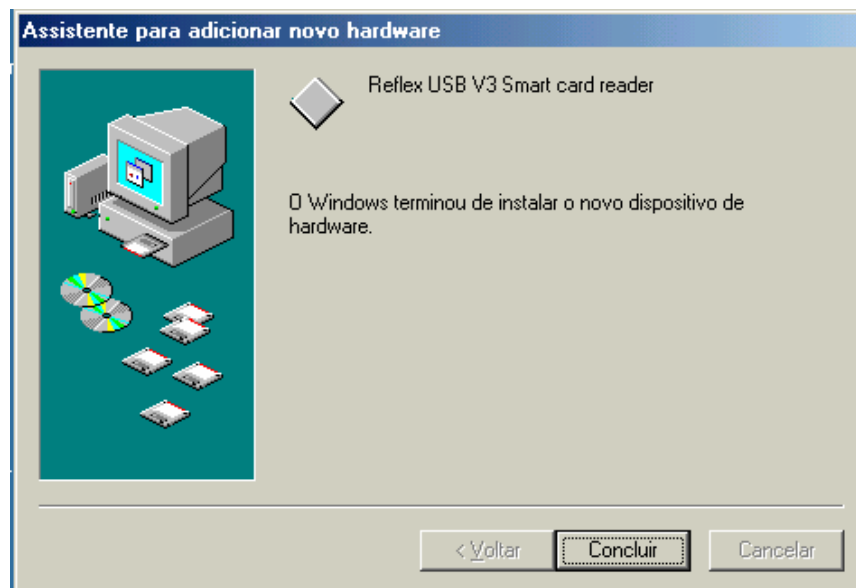 Assistente para adicionar novo hardware
Reflex USB V3 Smart card reader
O Windows terminou de instalar o novo dispositivo de
hardware.
< Voltar
Concluir
Cancelar